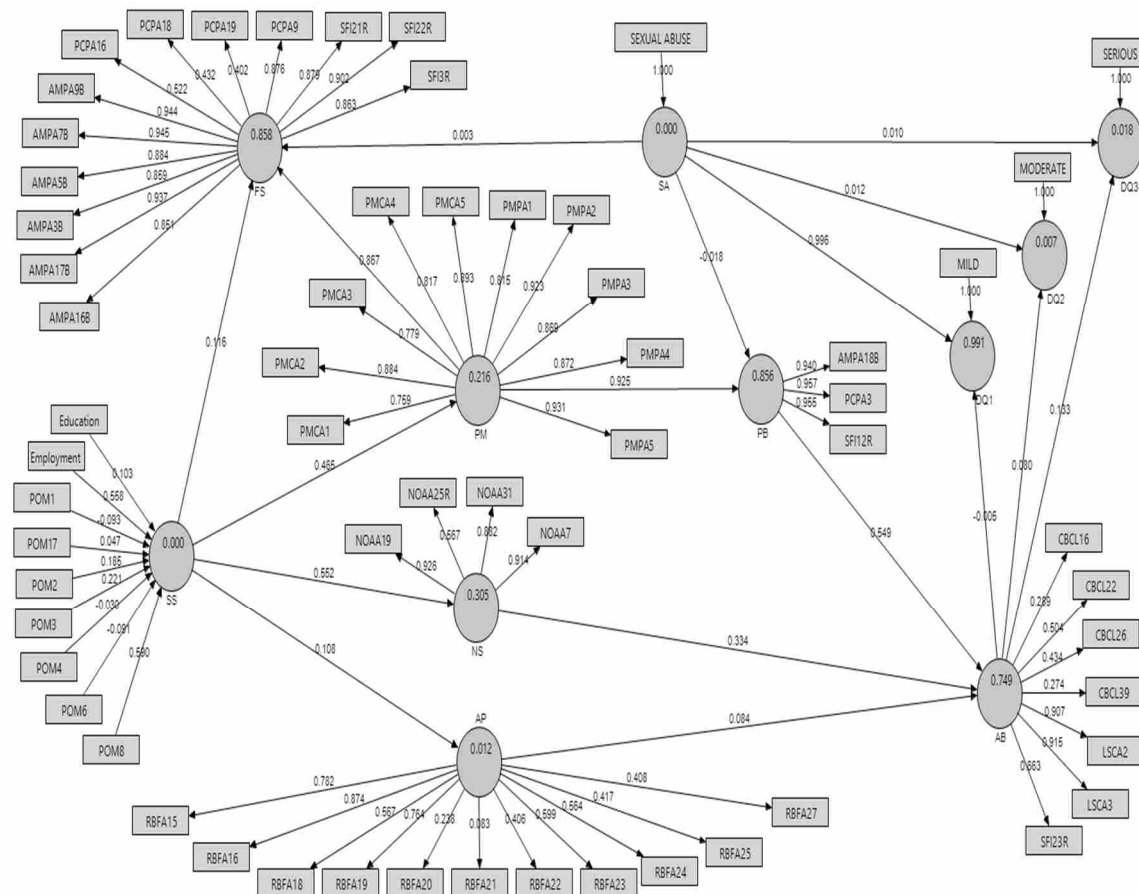 PCPA18
PCPA19
PCPA9
SFI21R
SFI22R
PCPA16
SFI3R
AMPA9B
AMPA7B
AMPA5B
AMPA3B
AMPA17B
AMPA16B
0.522
0.432
0.402
0.876
0.879
0.902
0.863
0.944
0.945
0.884
0.859
0.937
0.851
0.858
FS
SEXUAL ABUSE
1.000
0.000
SA
SERIOUS
1.000
0.018
DQ3
MODERATE
1.000
0.007
DQ2
MILD
1.000
0.991
DQ1
0.003
0.010
0.012
0.996
-0.018
0.867
0.116
PMCA4
PMCA5
PMPA1
PMPA2
PMCA3
PMPA3
PMCA2
PMPA4
PMCA1
PMPA5
0.817
0.893
0.815
0.923
0.779
0.869
0.884
0.872
0.759
0.931
0.216
PM
0.925
0.856
PB
0.940
0.957
0.955
AMPA18B
PCPA3
SFI12R
0.549
-0.005
0.080
0.133
Education
Employment
POM1
POM17
POM2
POM3
POM4
POM6
POM8
0.103
0.558
-0.093
0.047
0.185
0.221
-0.030
-0.091
0.590
0.000
SS
0.465
0.552
0.108
NOAA25R
NOAA31
NOAA19
NOAA7
0.926
0.567
0.882
0.914
0.305
NS
0.334
AP
0.012
0.084
0.782
0.874
0.567
0.764
0.238
0.083
0.406
0.599
0.564
0.417
0.408
RBFA15
RBFA16
RBFA18
RBFA19
RBFA20
RBFA21
RBFA22
RBFA23
RBFA24
RBFA25
RBFA27
0.749
AB
CBCL16
CBCL22
CBCL26
CBCL39
LSCA2
LSCA3
SFI23R
0.504
0.434
0.274
0.907
0.915